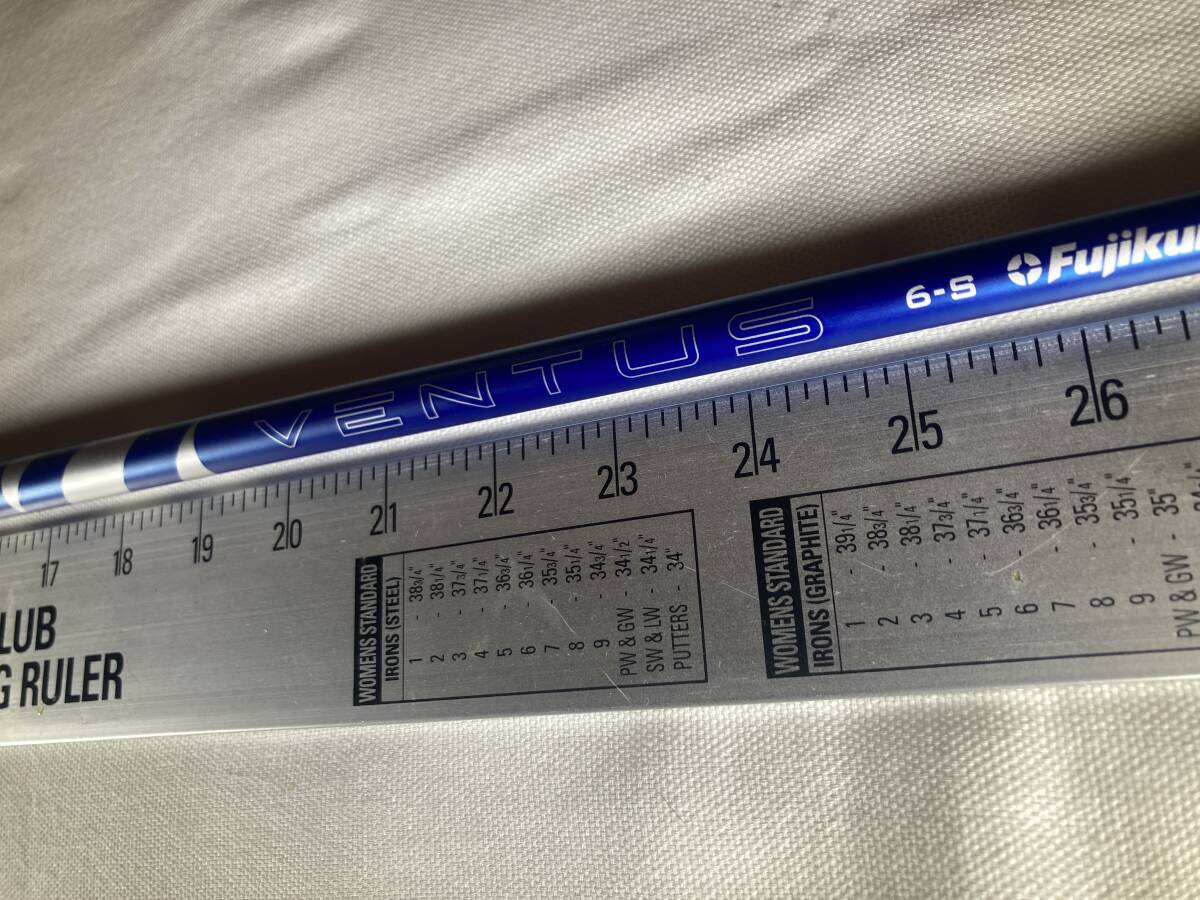 VENTUS 6-S Fujiku
17 18 19 20 21 22 23 24 25 26
LUB
G RULER
WOMENS STANDARD
IRONS (STEEL)
1 - 38 3/4"
2 - 38 1/4"
3 - 37 3/4"
4 - 37 1/4"
5 - 36 3/4"
6 - 36 1/4"
7 - 35 3/4"
8 - 35 1/4"
9 - 34 3/4"
PW & GW - 34 1/2"
SW & LW - 34 1/4"
PUTTERS - 34"
WOMENS STANDARD
IRONS (GRAPHITE)
1 - 39 1/4"
2 - 38 3/4"
3 - 38 1/4"
4 - 37 3/4"
5 - 37 1/4"
6 - 36 3/4"
7 - 36 1/4"
8 - 35 3/4"
9 - 35 1/4"
PW & GW - 35"